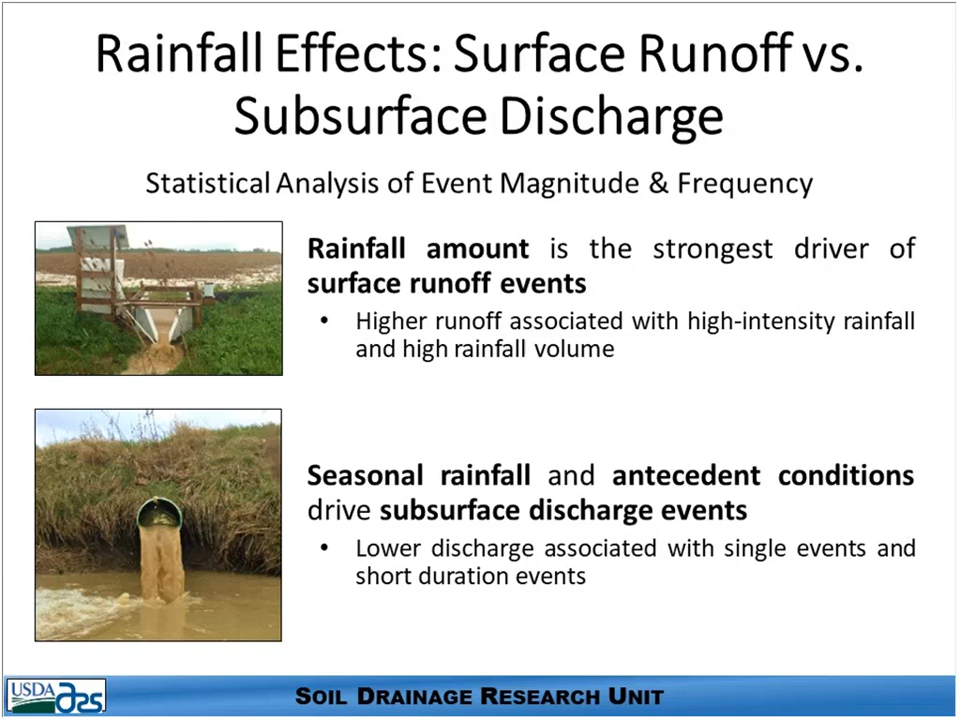 Rainfall Effects: Surface Runoff vs.
Subsurface Discharge
Statistical Analysis of Event Magnitude & Frequency
Rainfall amount is the strongest driver of
surface runoff events
• Higher runoff associated with high-intensity rainfall
and high rainfall volume
Seasonal rainfall and antecedent conditions
drive subsurface discharge events
• Lower discharge associated with single events and
short duration events
USDA ars
SOIL DRAINAGE RESEARCH UNIT